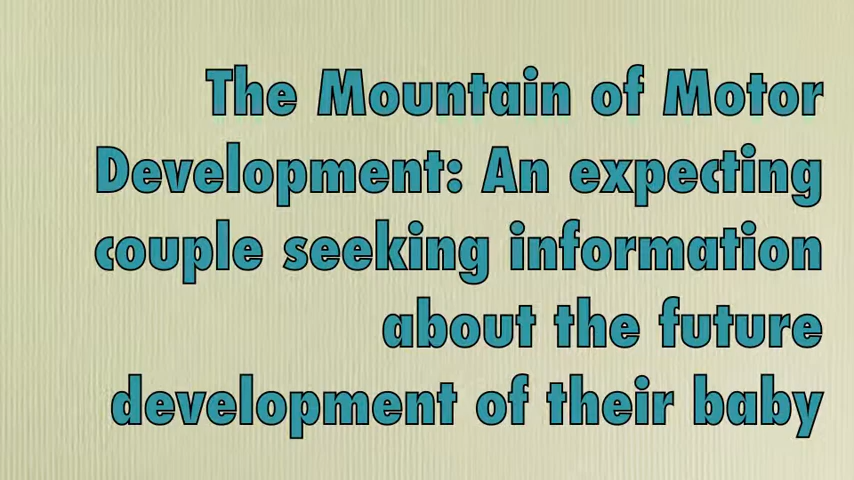 The Mountain of Motor
Development: An expecting
couple seeking information
about the future
development of their baby